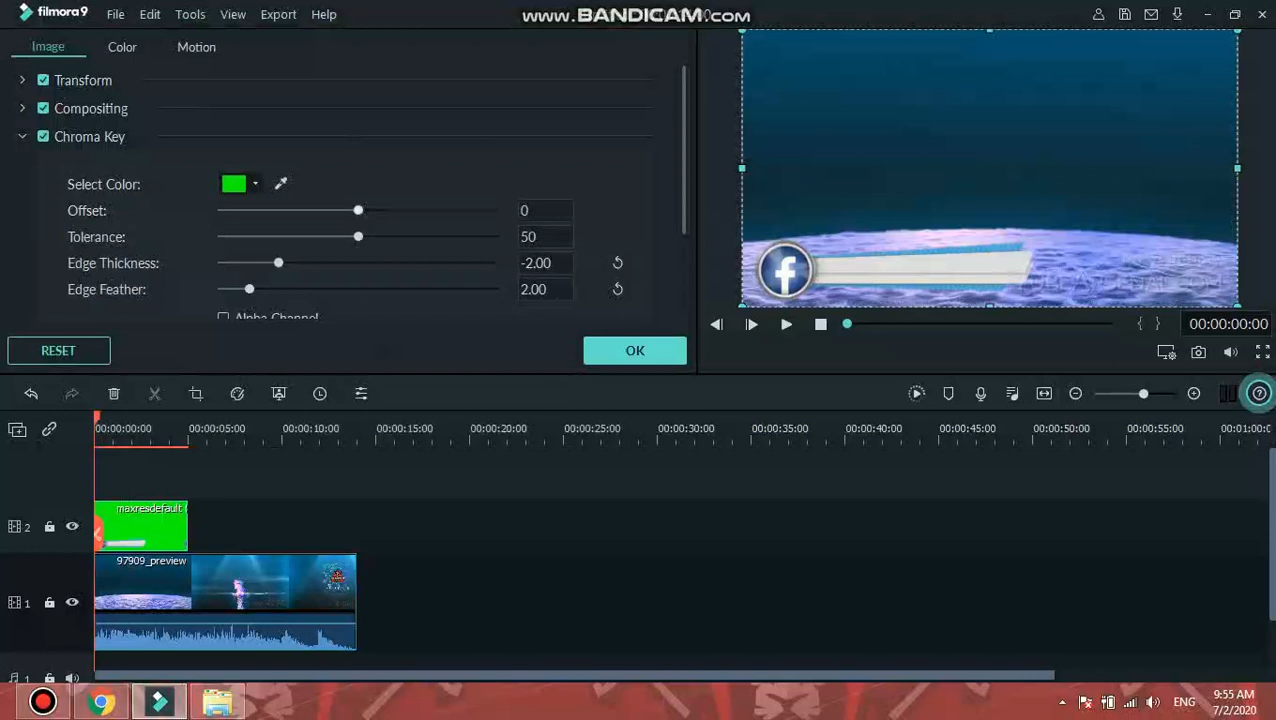 filmora9 File Edit Tools View Export Help
www.BANDICAM.com
Image Color Motion
Transform
Compositing
Chroma Key
Select Color:
Offset: 0
Tolerance: 50
Edge Thickness: -2.00
Edge Feather: 2.00
Alpha Channel
RESET OK
00:00:00:00
00:00:00:00 00:00:05:00 00:00:10:00 00:00:15:00 00:00:20:00 00:00:25:00 00:00:30:00 00:00:35:00 00:00:40:00 00:00:45:00 00:00:50:00 00:00:55:00 00:01:00:0
maxresdefault
2
97909_preview
1
1
9:55 AM
ENG
7/2/2020